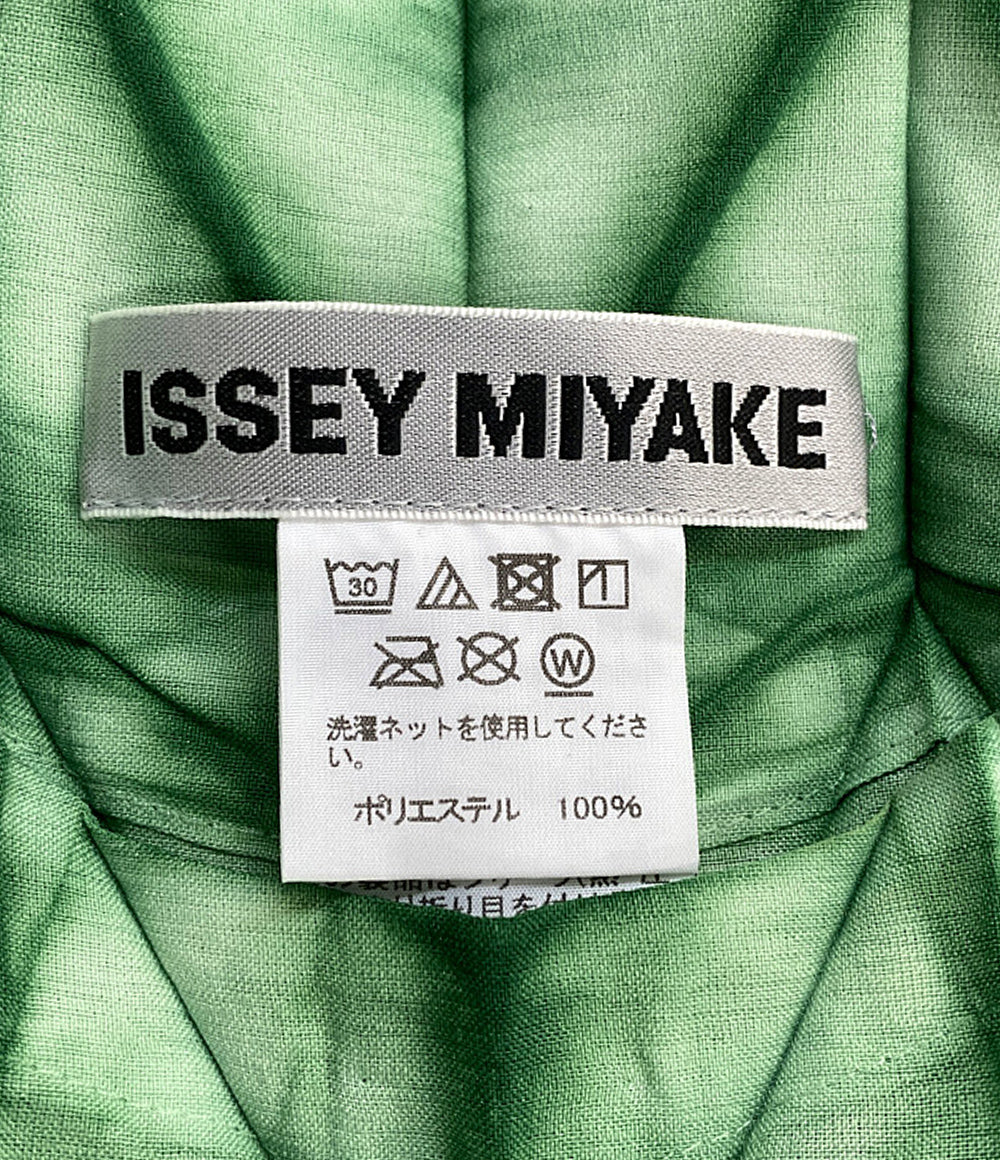 ISSEY MIYAKE
30
W
洗濯ネットを使用してくださ
い。
ポリエステル 100%